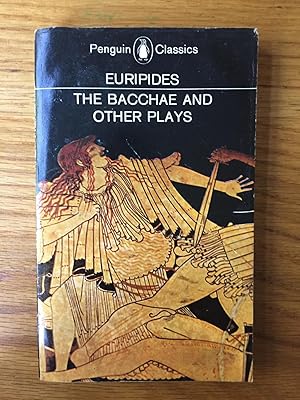 Penguin Classics
EURIPIDES
THE BACCHAE AND
OTHER PLAYS